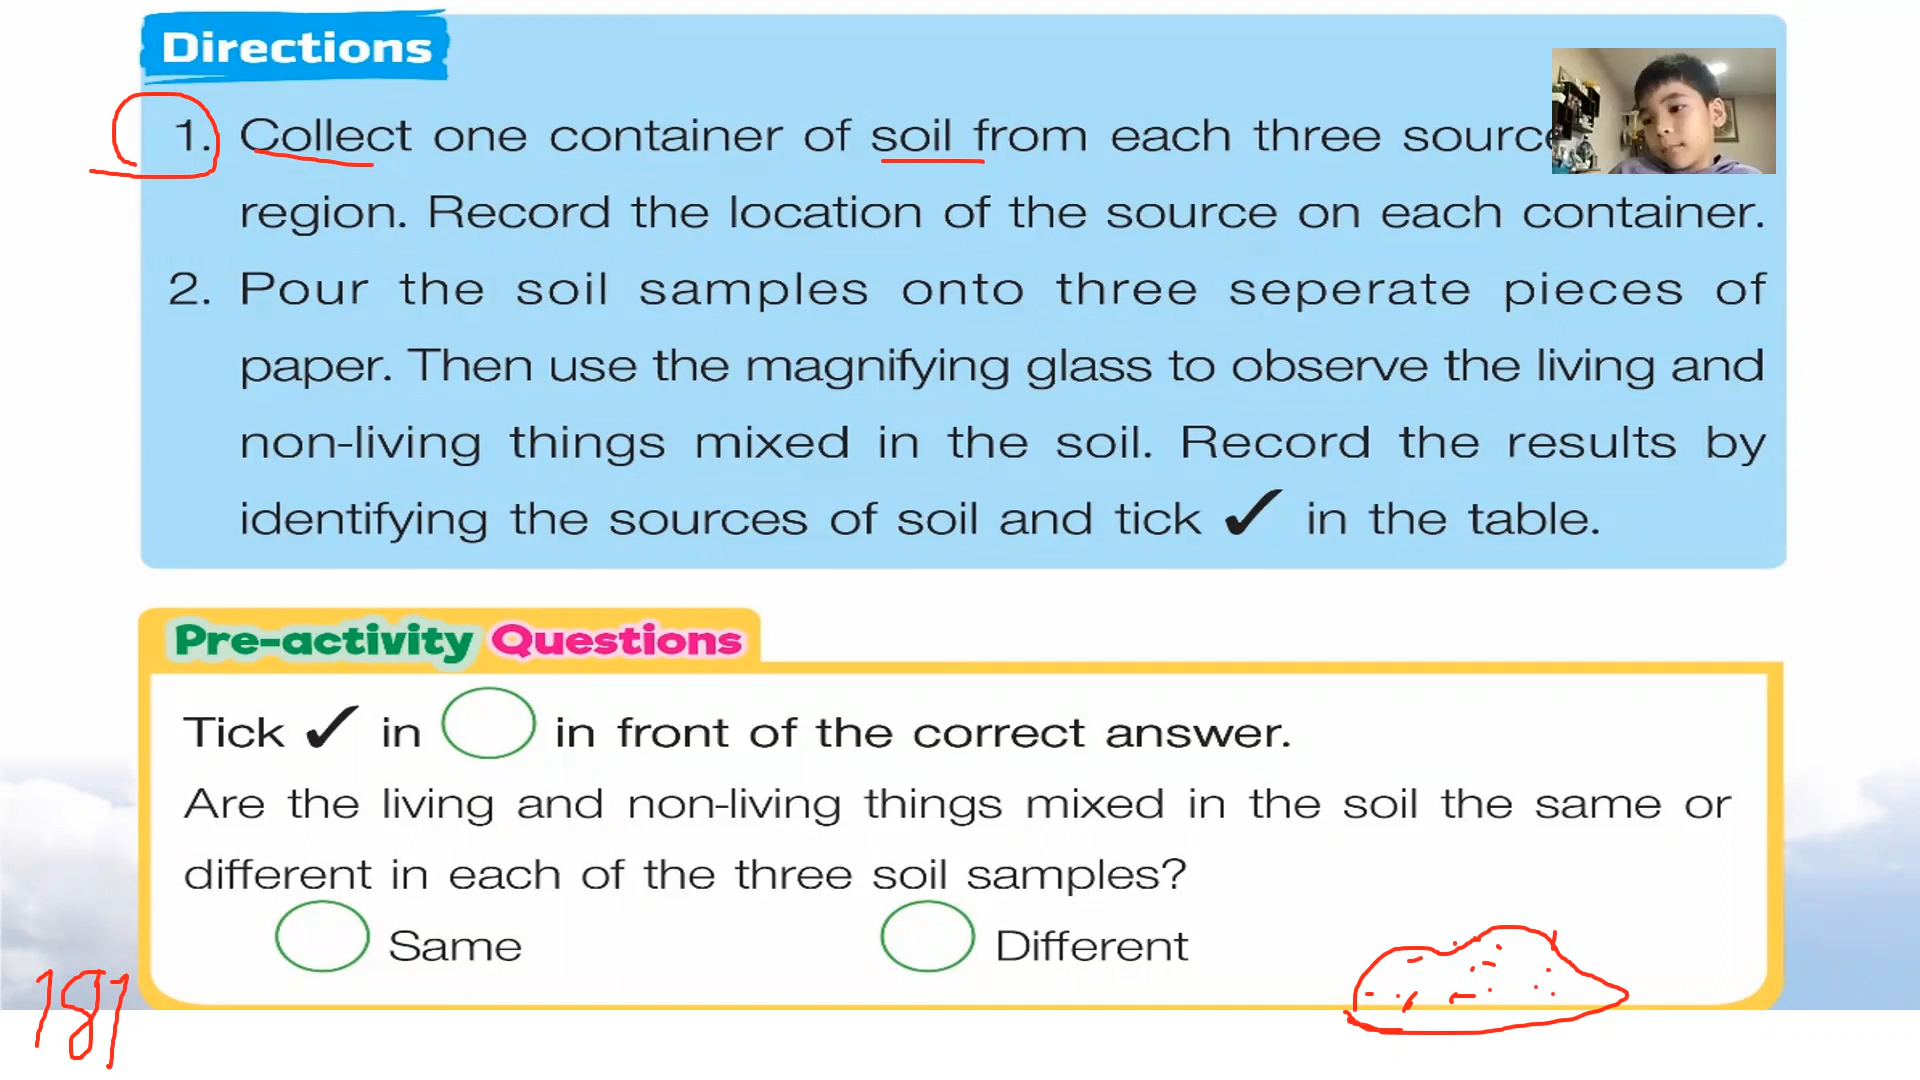 Directions
1. Collect one container of soil from each three
region. Record the location of the source on each container.
2. Pour the soil samples onto three seperate pieces of
paper. Then use the magnifying glass to observe the living and
non-living things mixed in the soil. Record the results by
identifying the sources of soil and tick ✓ in the table.
Pre-activity Questions
Tick ✓ in in front of the correct answer.
Are the living and non-living things mixed in the soil the same or
different in each of the three soil samples?
Same Different
181